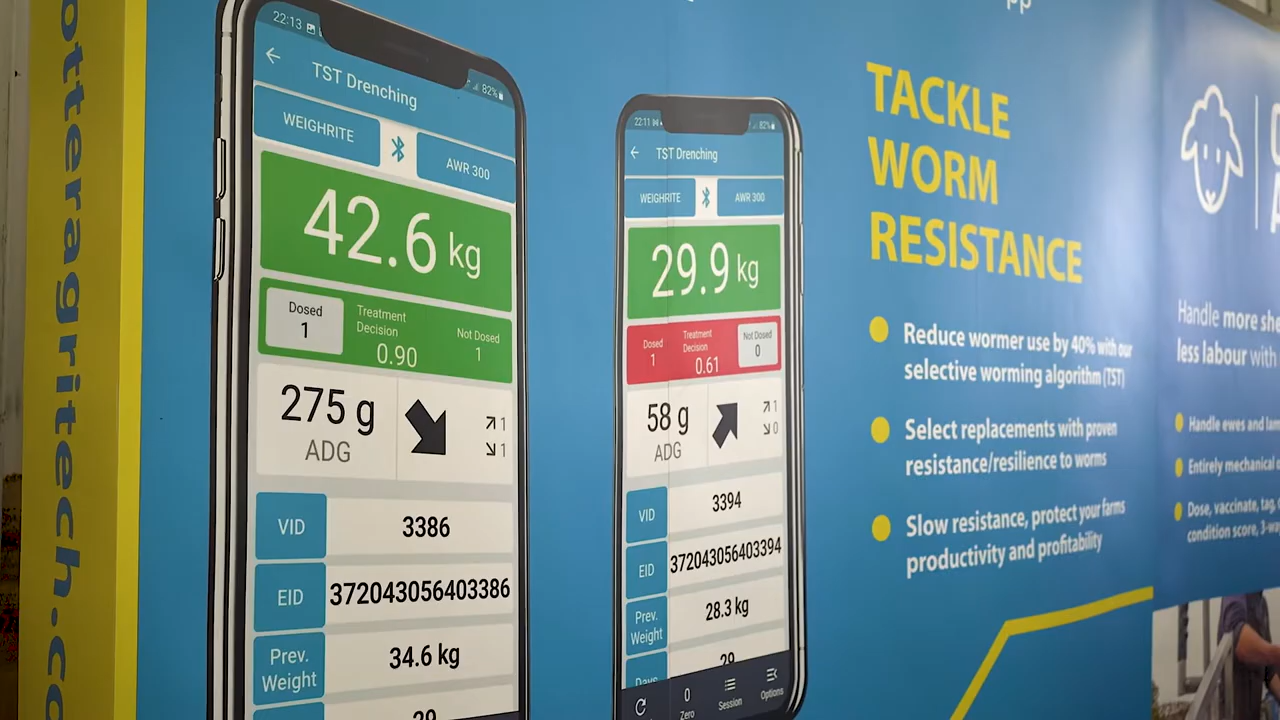 otteragritech.co
22:13
82%
TST Drenching
WEIGHRITE
AWR 300
42.6 kg
Dosed
1
Treatment
Decision
0.90
Not Dosed
1
275 g
ADG
1
1
VID
3386
EID
372043056403386
Prev.
Weight
34.6 kg
22:11
82%
TST Drenching
WEIGHRITE
AWR 300
29.9 kg
Dosed
1
Treatment
Decision
0.61
Not Dosed
0
58 g
ADG
1
0
VID
3394
EID
372043056403394
Prev.
Weight
28.3 kg
Days
29
0
Zero
Session
Options
TACKLE
WORM
RESISTANCE
Reduce wormer use by 40% with our
selective worming algorithm (TST)
Select replacements with proven
resistance/resilience to worms
Slow resistance, protect your farms
productivity and profitability
Handle more she
less labour with
Handle ewes and lam
Entirely mechanical
Dose, vaccinate, tag,
condition score, 3-wa